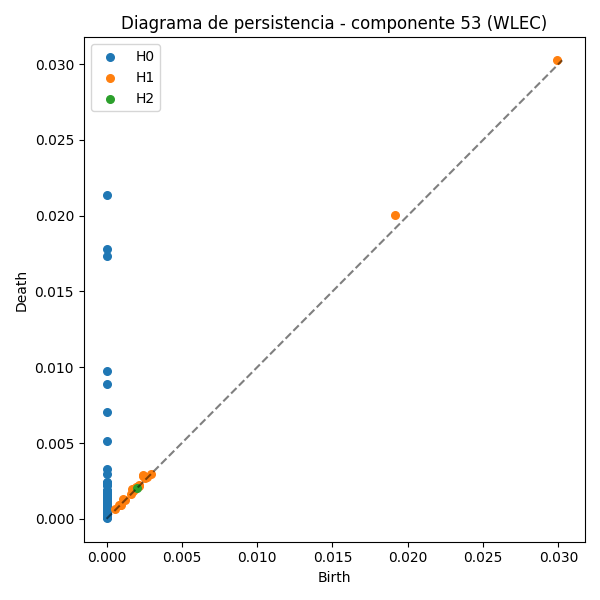 Diagrama de persistencia - componente 53 (WLEC)
H0
H1
H2
0.030
0.025
0.020
0.015
0.010
0.005
0.000
Death
0.000 0.005 0.010 0.015 0.020 0.025 0.030
Birth